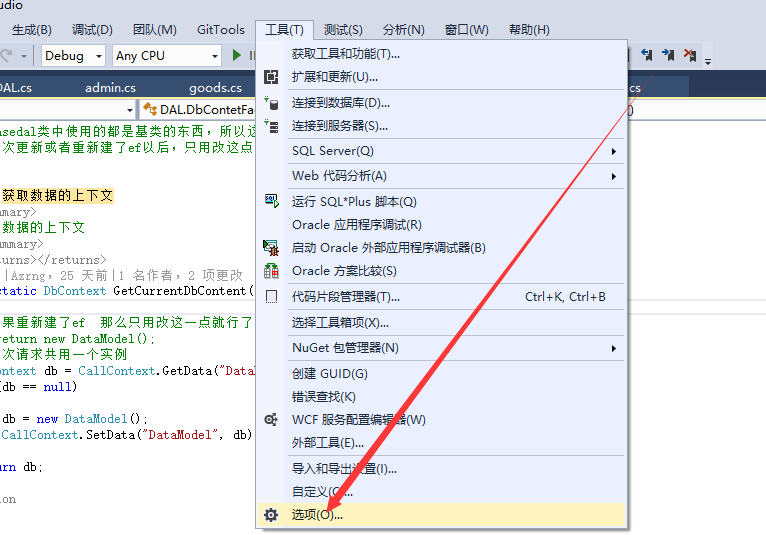 udio
生成(B) 调试(D) 团队(M) GitTools 工具(T) 测试(S) 分析(N) 窗口(W) 帮助(H)
Debug Any CPU
DAL.cs admin.cs goods.cs cs
DAL.DbContetFa
获取工具和功能(T)...
扩展和更新(U)...
连接到数据库(D)...
连接到服务器(S)...
SQL Server(Q)
Web 代码分析(A)
运行 SQL*Plus 脚本(Q)
Oracle 应用程序调试(R)
启动 Oracle 外部应用程序调试器(B)
Oracle 方案比较(S)
代码片段管理器(T)... Ctrl+K, Ctrl+B
选择工具箱项(X)...
NuGet 包管理器(N)
创建 GUID(G)
错误查找(K)
WCF 服务配置编辑器(W)
外部工具(E)...
导入和导出设置(I)...
自定义(C)...
选项(O)...
asedal类中使用的都是基类的东西，所以
次更新或者重新建了ef以后，只用改这点
获取数据的上下文
mmary>
数据的上下文
ummary>
turns></returns>
|Azrng，25 天前|1 名作者，2 项更改
static DbContext GetCurrentDbContent(
果重新建了ef 那么只用改这一点就行了
return new DataModel();
次请求共用一个实例
ontext db = CallContext.GetData("Data
(db == null)
db = new DataModel();
CallContext.SetData("DataModel", db)
urn db;
ion